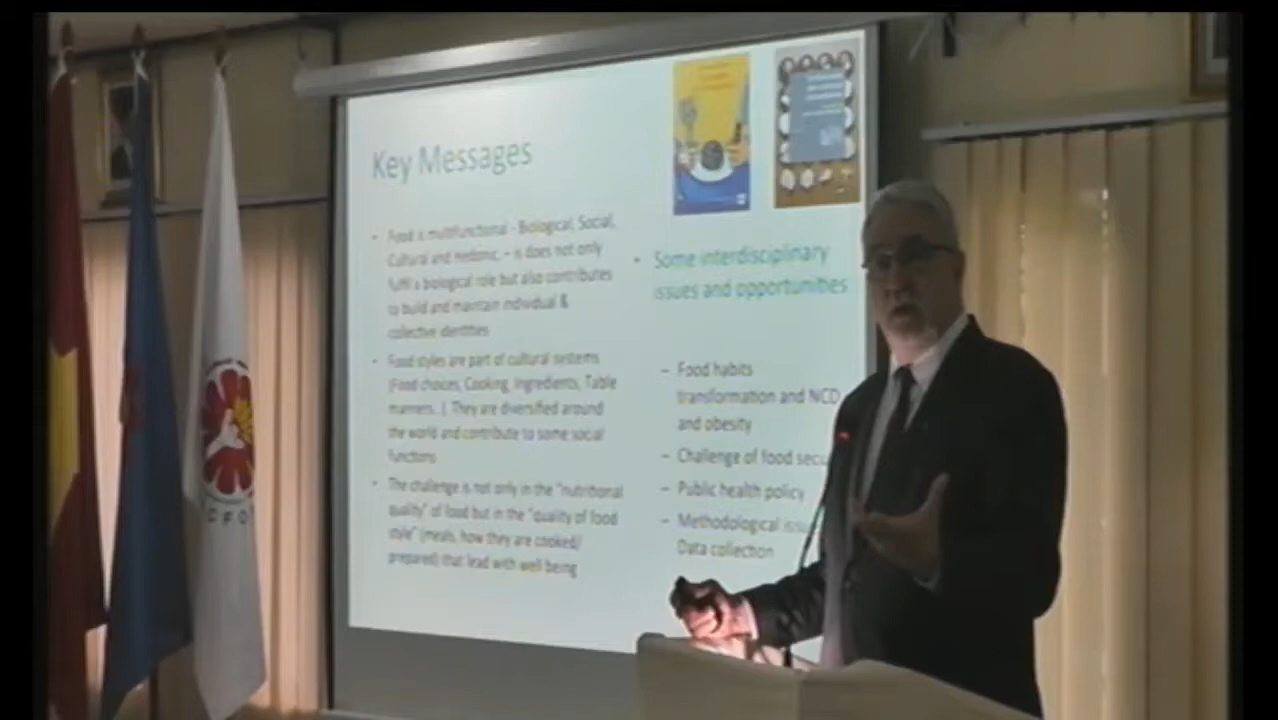 Key Messages
• Food is multifunctional - Biological, Social,
Cultural and hedonic, – is does not only
fulfil a biological role but also contributes
to build and maintain individual &
collective identities
• Food styles are part of cultural systems
(Food choices, Cooking, Ingredients, Table
manners..). They are diversified around
the world and contribute to some social
functions
• The challenge is not only in the "nutritional
quality" of food but in the "quality of food
style" (meals, how they are cooked/
prepared) that lead with well being
• Some interdisciplinary
issues and opportunities
– Food habits
transformation and NCD
and obesity
– Challenge of food secu
– Public health policy
– Methodological issu
Data collection
CFO